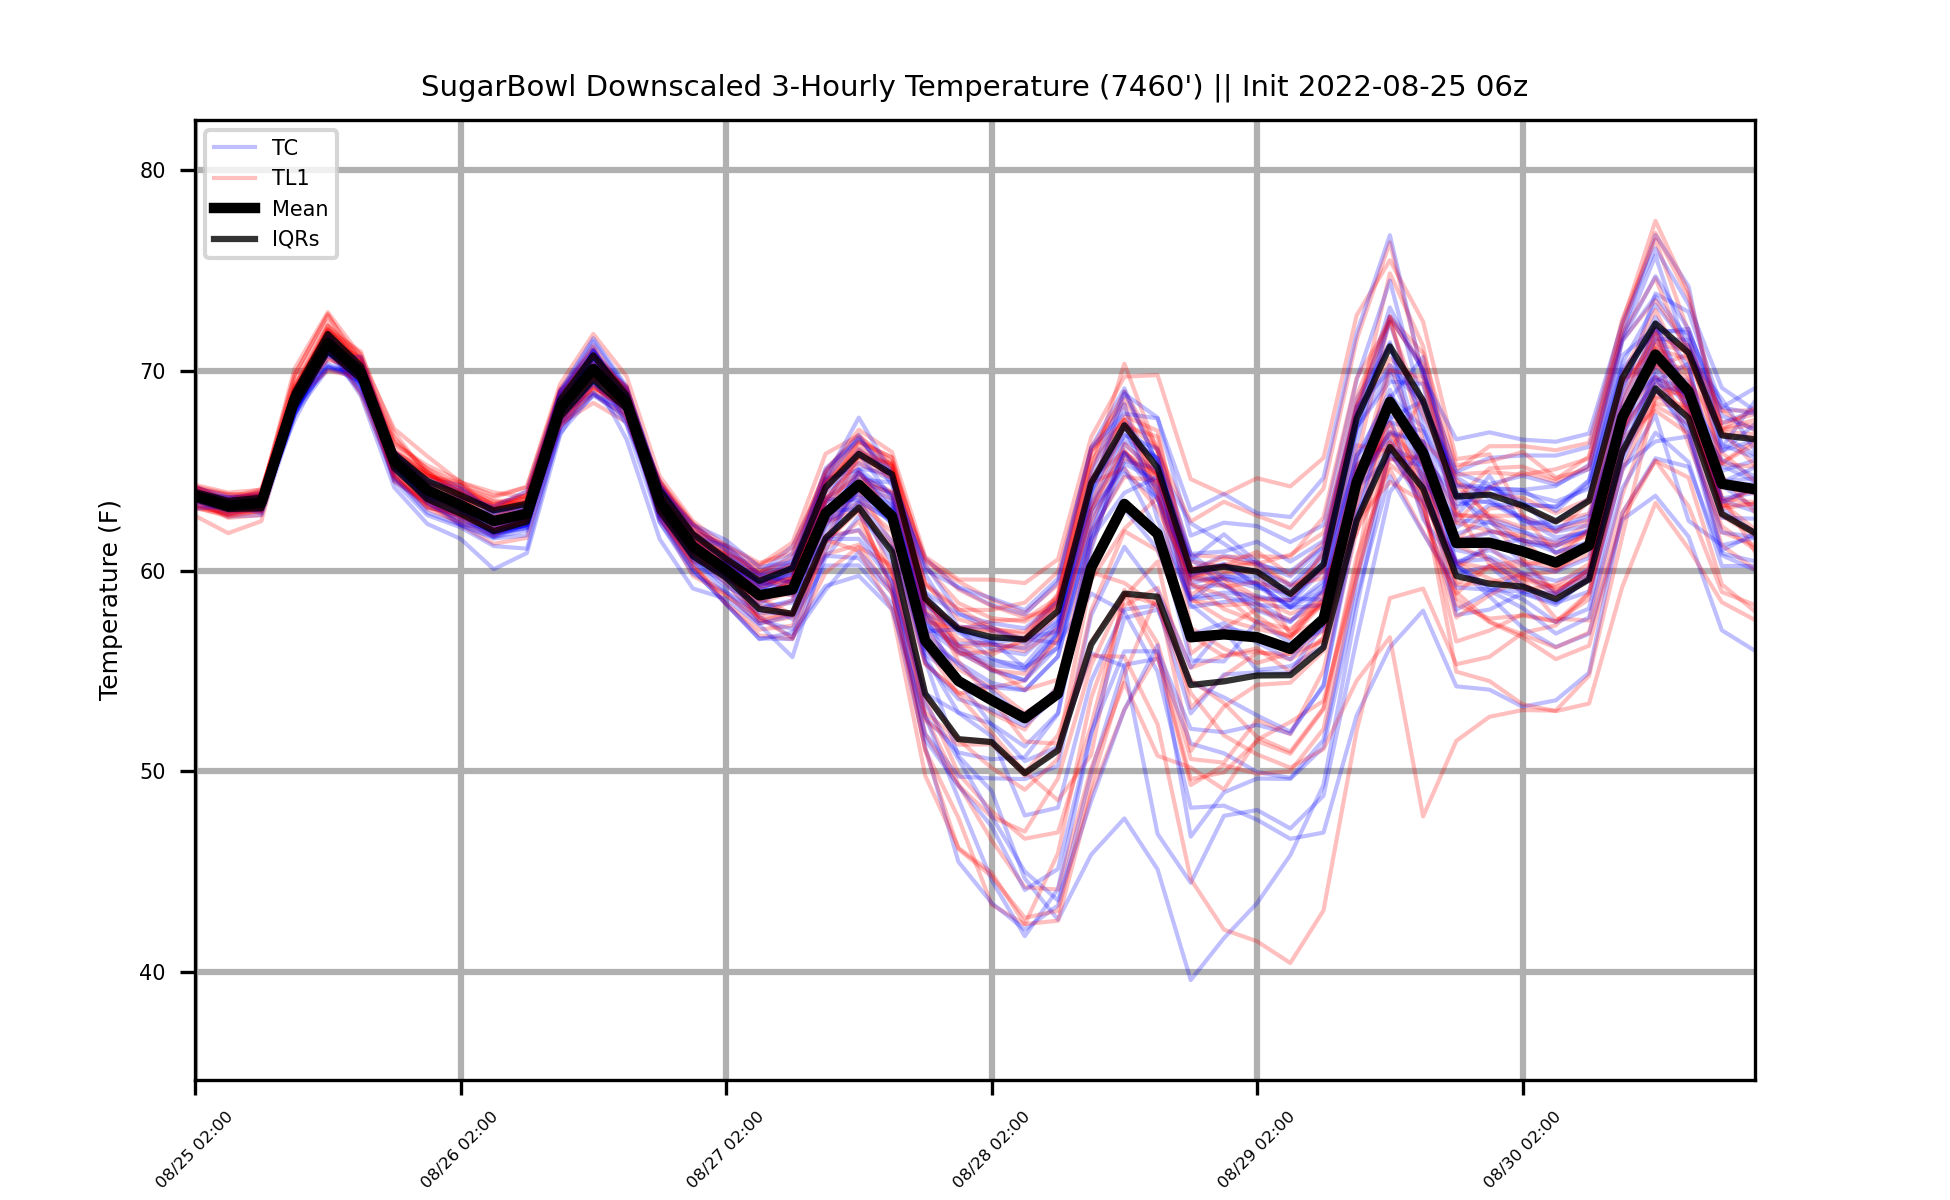 SugarBowl Downscaled 3-Hourly Temperature (7460') || Init 2022-08-25 06z
TC
TL1
Mean
IQRs
Temperature (F)
80
70
60
50
40
08/25 02:00
08/26 02:00
08/27 02:00
08/28 02:00
08/29 02:00
08/30 02:00